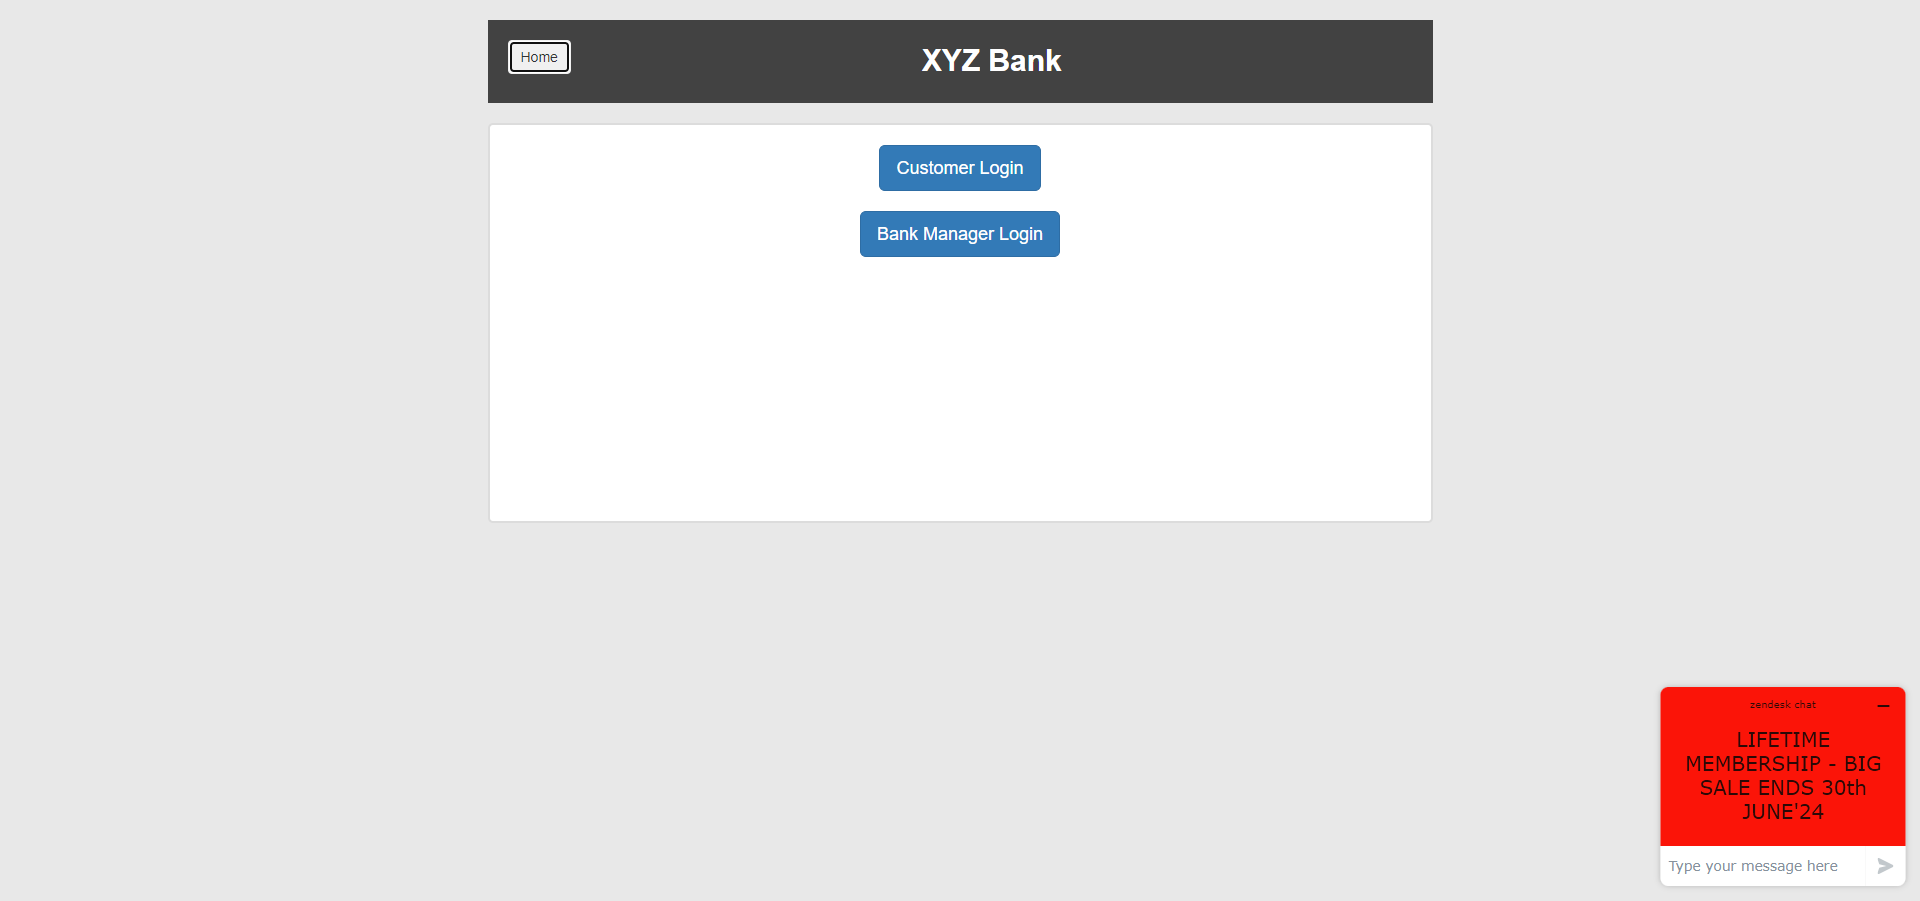 Home
XYZ Bank
Customer Login
Bank Manager Login
zendesk chat
LIFETIME
MEMBERSHIP - BIG
SALE ENDS 30th
JUNE'24
Type your message here